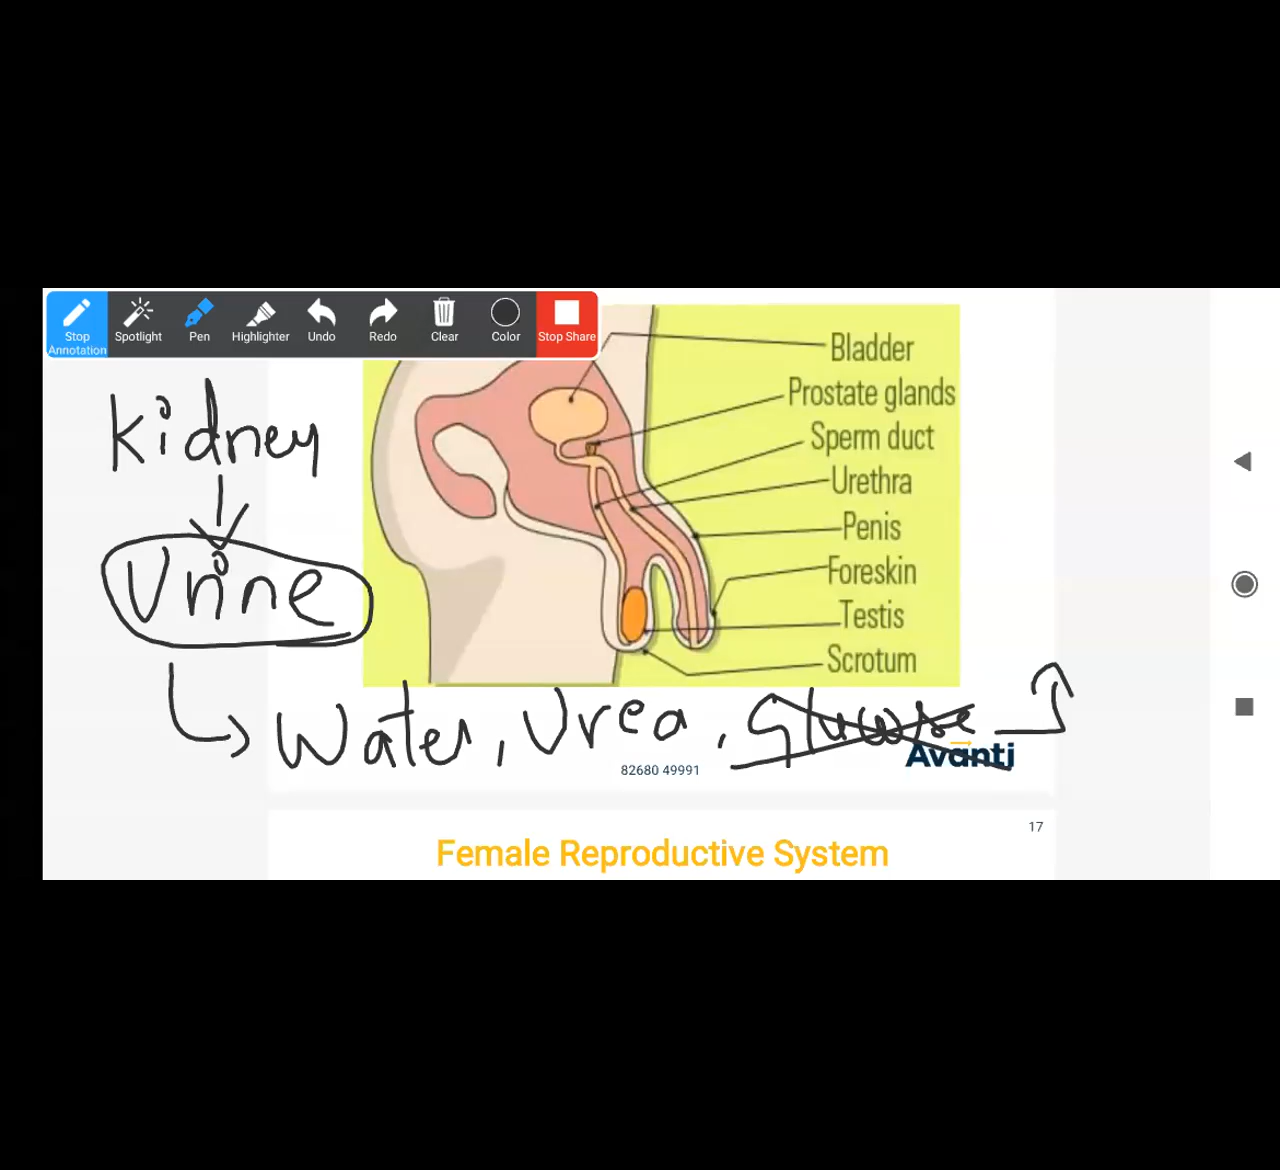 Stop Annotation Spotlight Pen Highlighter Undo Redo Clear Color Stop Share
Bladder
Prostate glands
Sperm duct
Urethra
Penis
Foreskin
Testis
Scrotum
Kidney
Urine
Water, Urea, Glucose
Avanti
82680 49991
17
Female Reproductive System